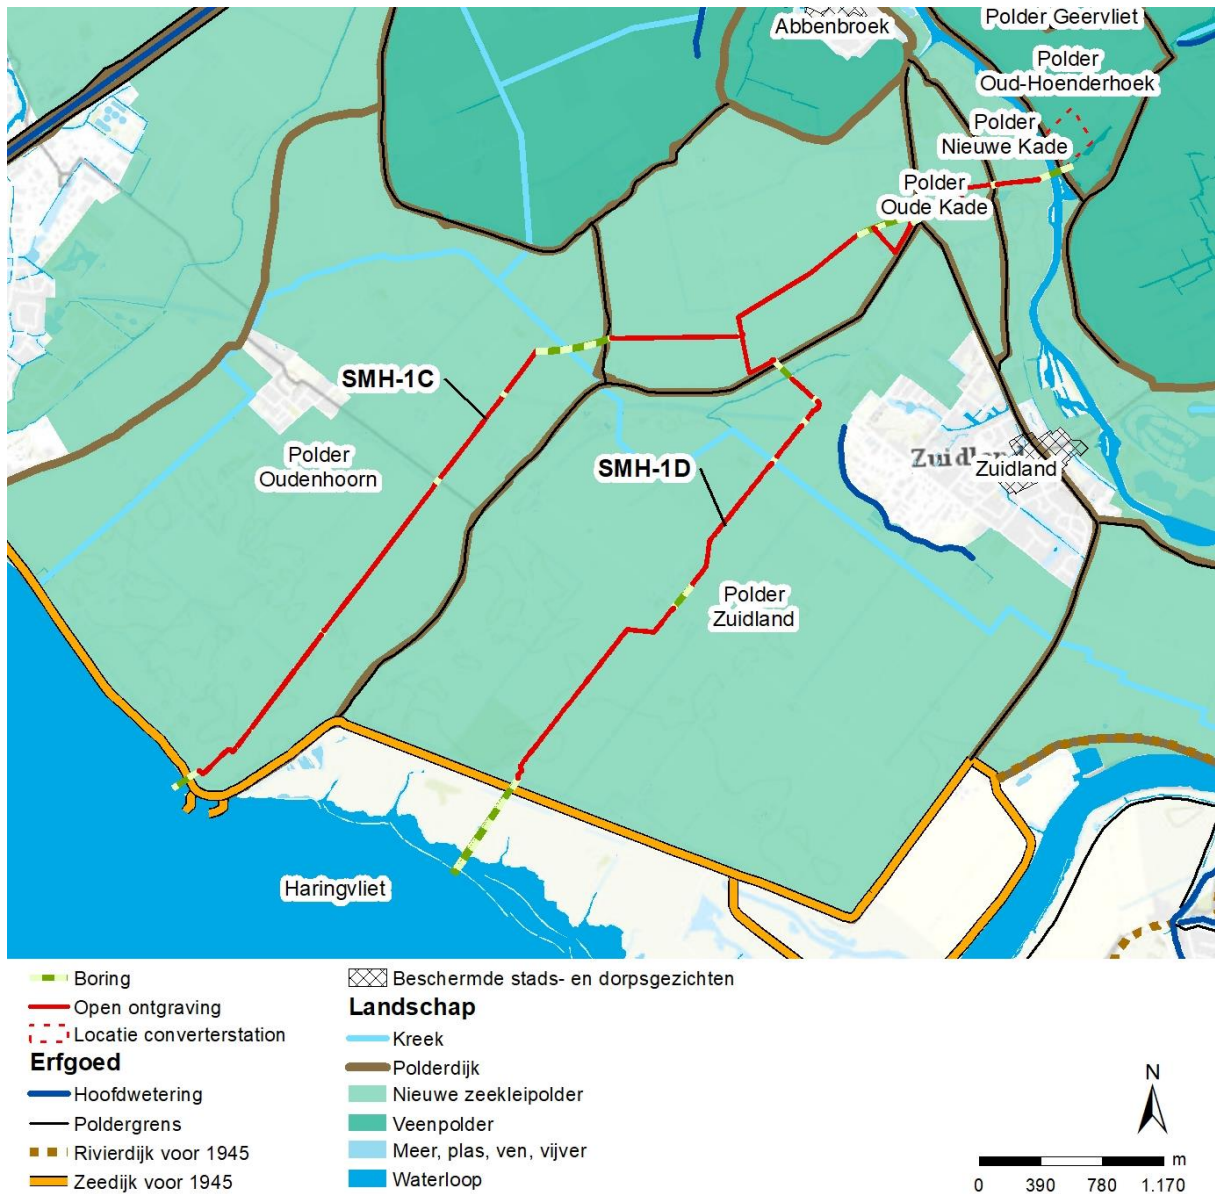 Abbenbroek
Polder Geervliet
Polder
Oud-Hoenderhoek
Polder
Nieuwe Kade
Polder
Oude Kade
SMH-1C
Polder
Oudenhoorn
SMH-1D
Zuidland
Zuidland
Polder
Zuidland
Haringvliet
Boring
Open ontgraving
Locatie converterstation
Erfgoed
Hoofdwetering
Poldergrens
Rivierdijk voor 1945
Zeedijk voor 1945
Beschermde stads- en dorpsgezichten
Landschap
Kreek
Polderdijk
Nieuwe zeekleipolder
Veenpolder
Meer, plas, ven, vijver
Waterloop
N
m
0 390 780 1.170